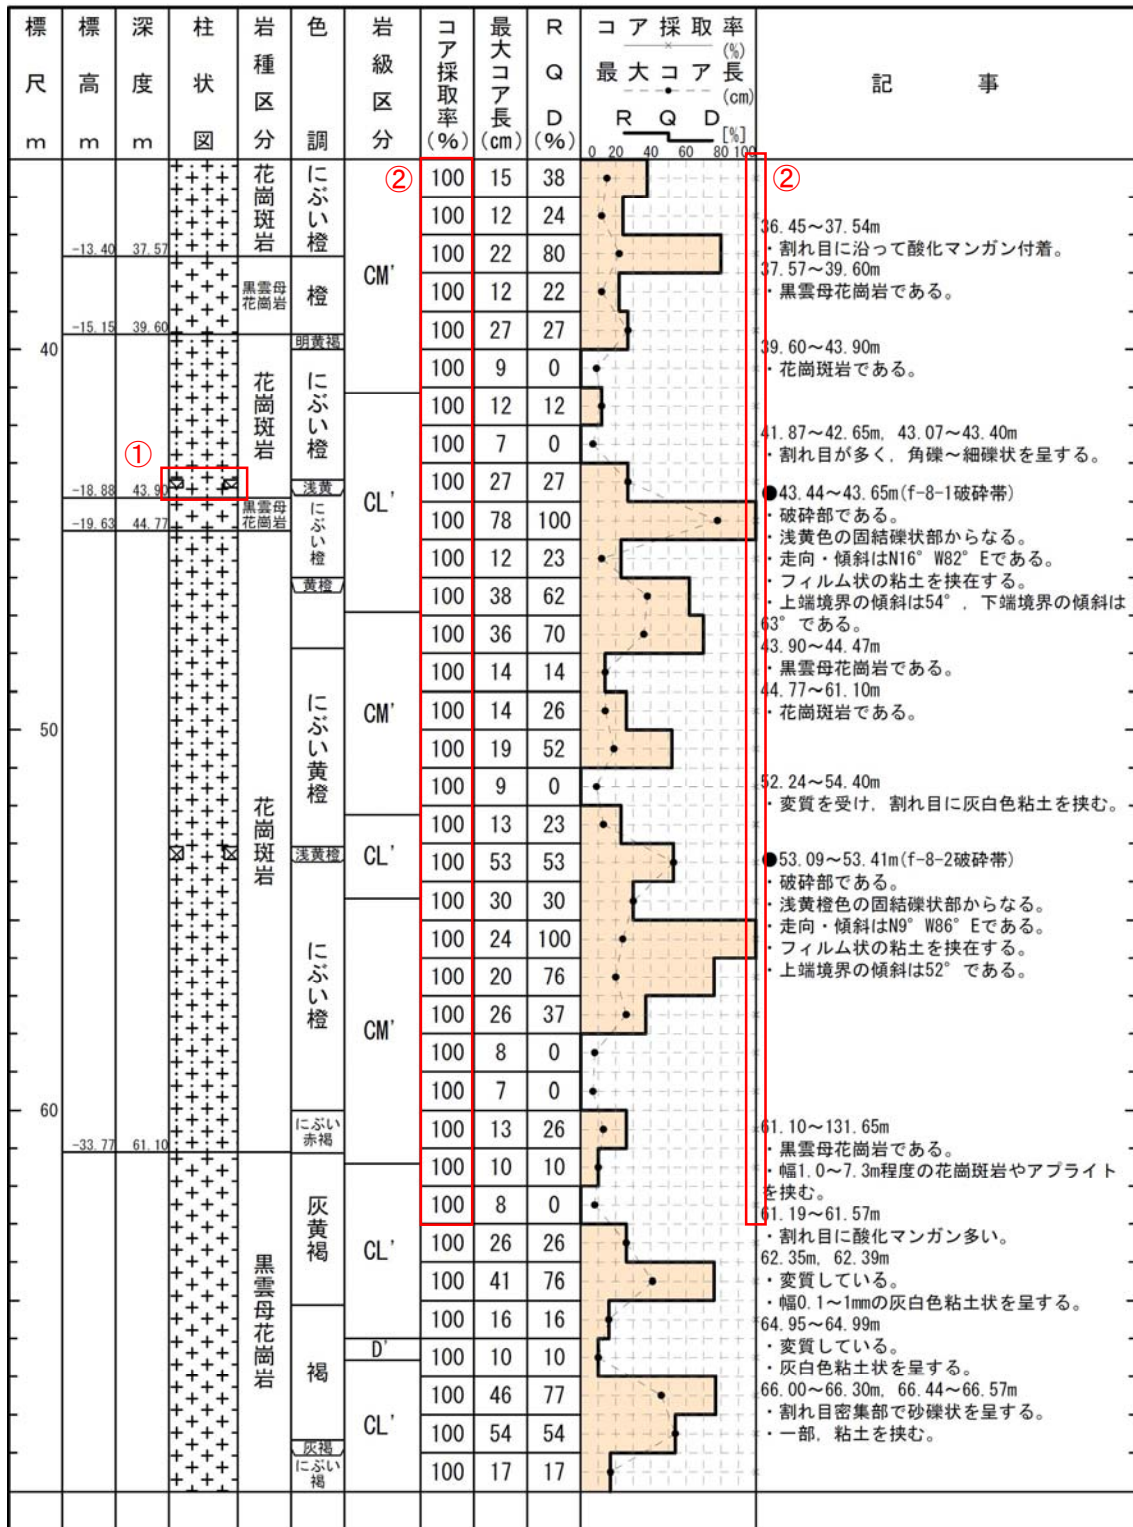 標尺m
標高m
深度m
柱状図
岩種区分
色調
岩級区分
コア採取率(%)
最大コア長(cm)
RQD(%)
コア採取率(%)
最大コア長(cm)
RQD[%]
0 20 40 60 80 100
記事
① ② ②
40
50
60
-13.40 37.57
-15.15 39.60
-18.88 43.90
-19.63 44.77
-33.77 61.10
花崗斑岩
黒雲母花崗岩
花崗斑岩
黒雲母花崗岩
花崗斑岩
黒雲母花崗岩
にぶい橙
橙
明黄褐
にぶい橙
浅黄
にぶい橙
黄橙
にぶい黄橙
浅黄橙
にぶい橙
にぶい赤褐
灰黄褐
褐
灰褐
にぶい褐
CM'
CL'
CM'
CL'
CM'
CL'
D'
CL'
100 15 38
100 12 24
100 22 80
100 12 22
100 27 27
100 9 0
100 12 12
100 7 0
100 27 27
100 78 100
100 12 23
100 38 62
100 36 70
100 14 14
100 14 26
100 19 52
100 9 0
100 13 23
100 53 53
100 30 30
100 24 100
100 20 76
100 26 37
100 8 0
100 7 0
100 13 26
100 10 10
100 8 0
100 26 26
100 41 76
100 16 16
100 10 10
100 46 77
100 54 54
100 17 17
36.45～37.54m
・割れ目に沿って酸化マンガン付着。
37.57～39.60m
・黒雲母花崗岩である。
39.60～43.90m
・花崗斑岩である。
41.87～42.65m, 43.07～43.40m
・割れ目が多く，角礫～細礫状を呈する。
●43.44～43.65m(f-8-1破砕帯)
・破砕部である。
・浅黄色の固結礫状部からなる。
・走向・傾斜はN16°W82°Eである。
・フィルム状の粘土を挟在する。
・上端境界の傾斜は54°，下端境界の傾斜は
63°である。
43.90～44.47m
・黒雲母花崗岩である。
44.77～61.10m
・花崗斑岩である。
52.24～54.40m
・変質を受け，割れ目に灰白色粘土を挟む。
●53.09～53.41m(f-8-2破砕帯)
・破砕部である。
・浅黄橙色の固結礫状部からなる。
・走向・傾斜はN9°W86°Eである。
・フィルム状の粘土を挟在する。
・上端境界の傾斜は52°である。
61.10～131.65m
・黒雲母花崗岩である。
・幅1.0～7.3m程度の花崗斑岩やアプライト
を挟む。
61.19～61.57m
・割れ目に酸化マンガン多い。
62.35m, 62.39m
・変質している。
・幅0.1～1mmの灰白色粘土状を呈する。
64.95～64.99m
・変質している。
・灰白色粘土状を呈する。
66.00～66.30m, 66.44～66.57m
・割れ目密集部で砂礫状を呈する。
・一部，粘土を挟む。